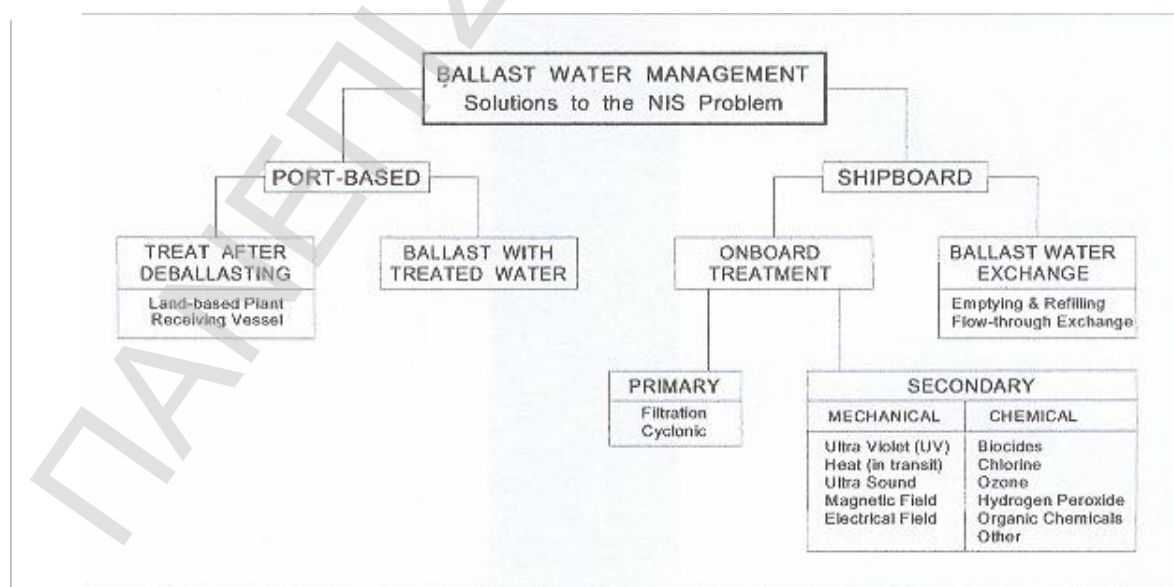 BALLAST WATER MANAGEMENT
Solutions to the NIS Problem
PORT-BASED
SHIPBOARD
TREAT AFTER
DEBALLASTING
Land-based Plant
Receiving Vessel
BALLAST WITH
TREATED WATER
ONBOARD
TREATMENT
BALLAST WATER
EXCHANGE
Emptying & Refilling
Flow-through Exchange
PRIMARY
Filtration
Cyclonic
SECONDARY
MECHANICAL
Ultra Violet (UV)
Heat (in transit)
Ultra Sound
Magnetic Field
Electrical Field
CHEMICAL
Biocides
Chlorine
Ozone
Hydrogen Peroxide
Organic Chemicals
Other